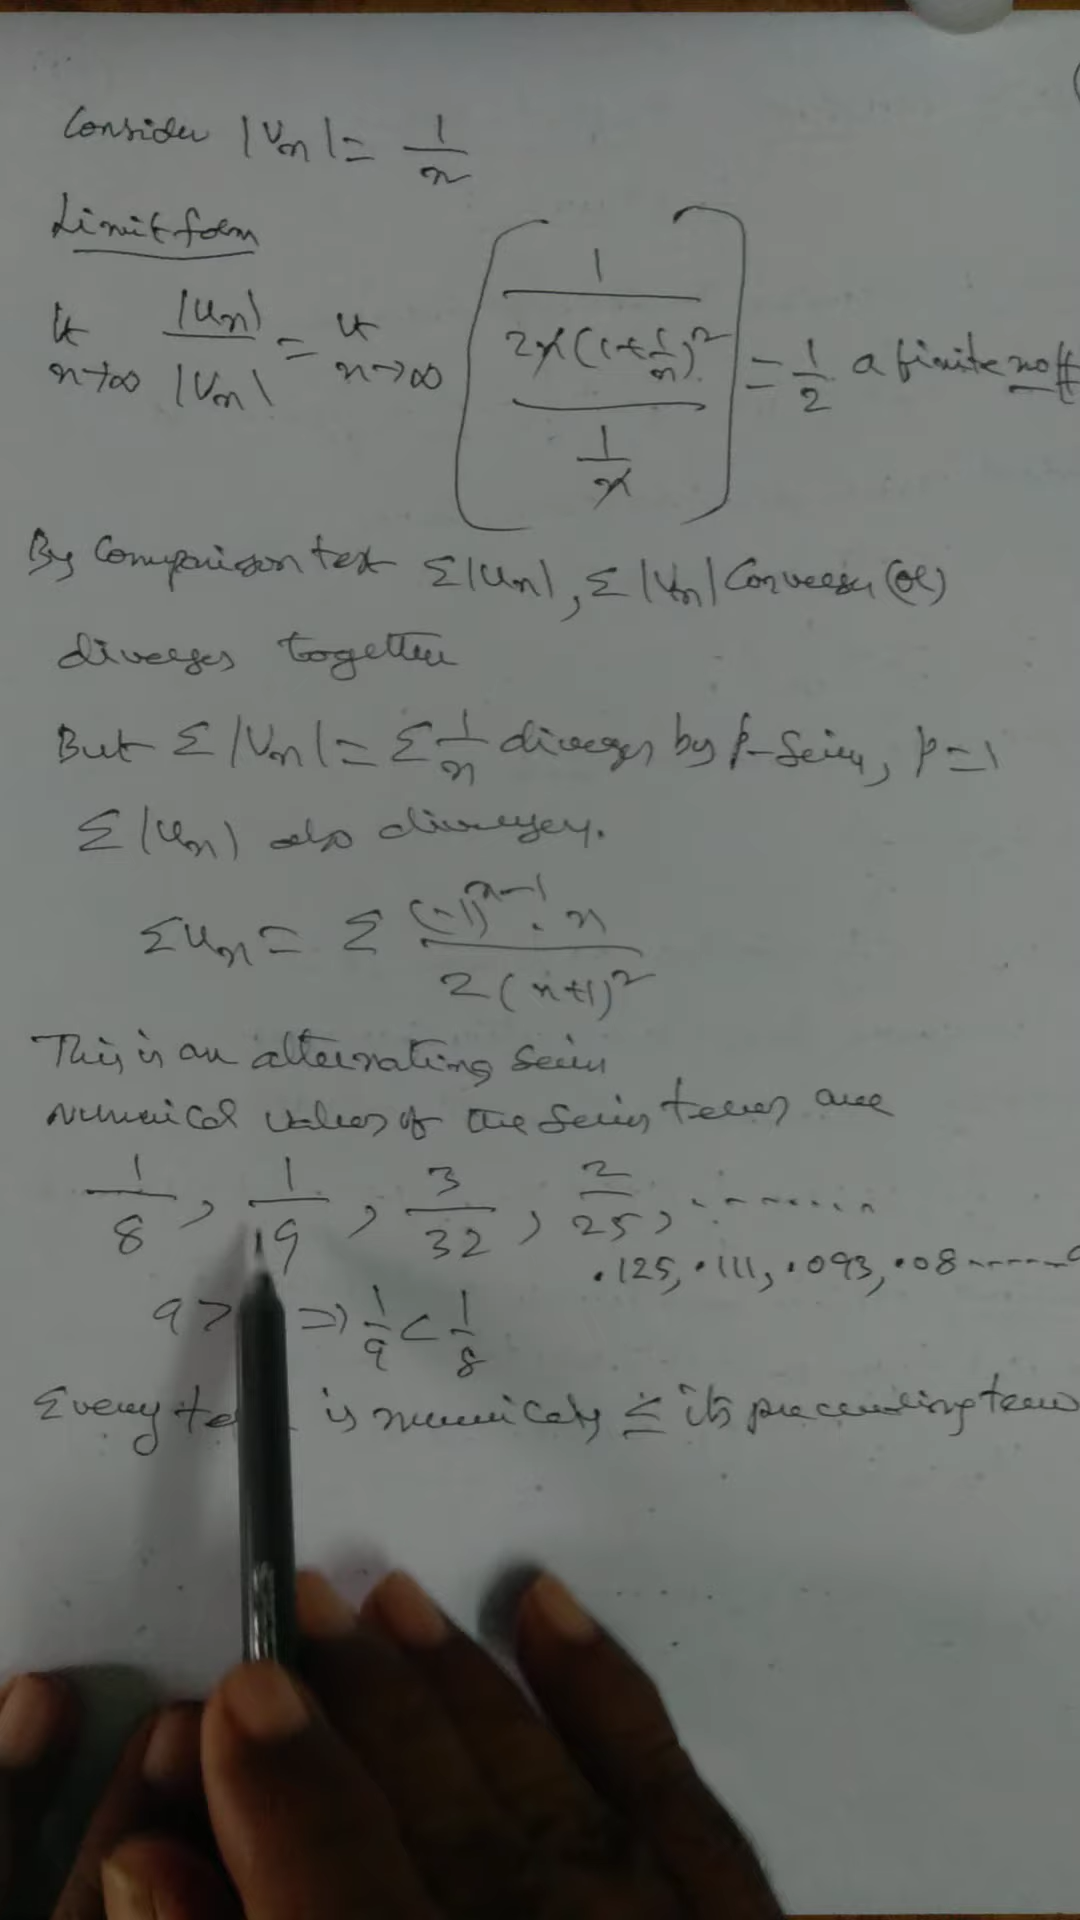 Consider |Vn| = 1/n
Limit form
lt n→∞ |un|/|Vn| = lt n→∞ ( (1/(2n(1+1/n)²)) / (1/n) ) = 1/2 a finite no
By Comparison test Σ|un|, Σ|Vn| Converges (or)
diverges together
But Σ|Vn| = Σ 1/n diverges by p-Series, p=1
Σ|un| also diverges.
Σun = Σ (-1)^(n-1) . n / 2(n+1)²
This is an alternating Series
numerical values of the Series terms are
1/8, 1/9, 3/32, 2/25, ........
.125, .111, .093, .08 ------
9 > ⇒ 1/9 < 1/8
Every is numerically ≤ its preceeding term